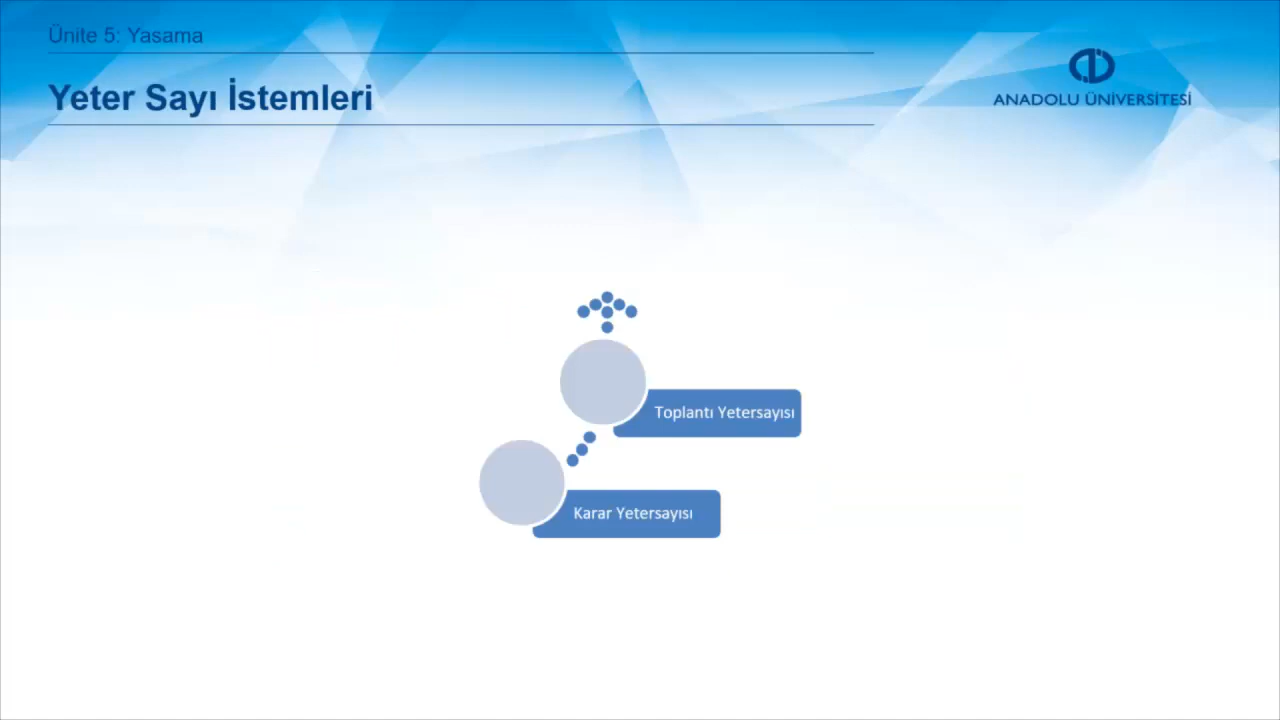 Ünite 5: Yasama
Yeter Sayı İstemleri
ANADOLU ÜNİVERSİTESİ
Toplantı Yetersayısı
Karar Yetersayısı